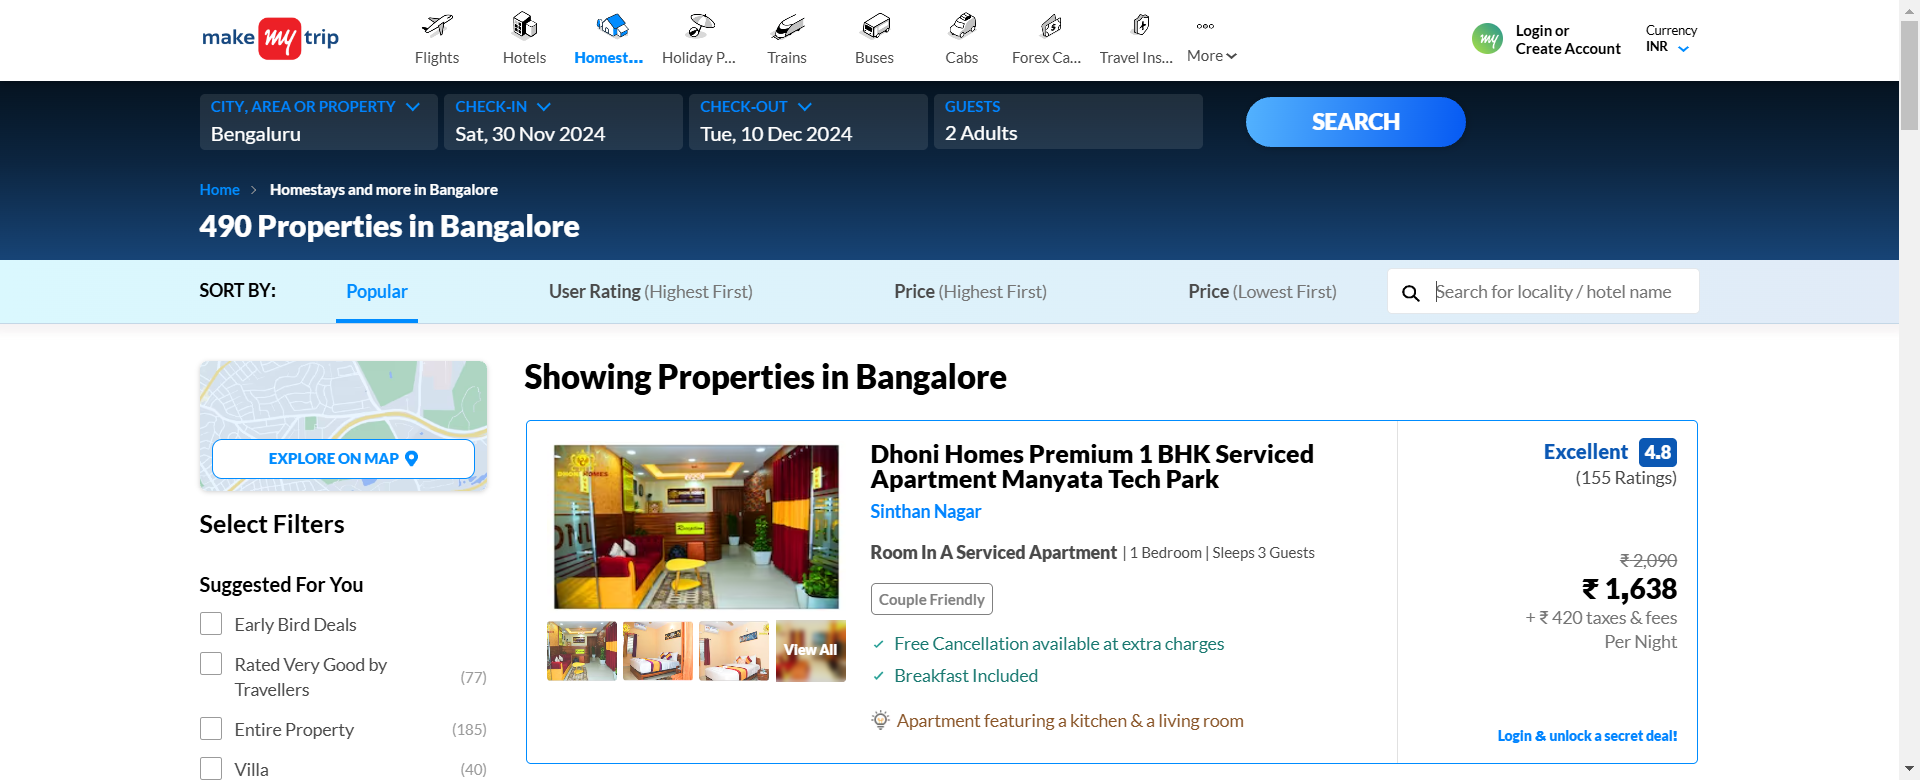 make my trip
Flights
Hotels
Homest...
Holiday P...
Trains
Buses
Cabs
Forex Ca...
Travel Ins...
More
my
Login or
Create Account
Currency
INR
CITY, AREA OR PROPERTY
Bengaluru
CHECK-IN
Sat, 30 Nov 2024
CHECK-OUT
Tue, 10 Dec 2024
GUESTS
2 Adults
SEARCH
Home > Homestays and more in Bangalore
490 Properties in Bangalore
SORT BY:
Popular
User Rating (Highest First)
Price (Highest First)
Price (Lowest First)
Search for locality / hotel name
EXPLORE ON MAP
Select Filters
Suggested For You
Early Bird Deals
Rated Very Good by
Travellers
(77)
Entire Property
(185)
Villa
(40)
Showing Properties in Bangalore
DHONI HOMES
View All
Dhoni Homes Premium 1 BHK Serviced
Apartment Manyata Tech Park
Sinthan Nagar
Room In A Serviced Apartment | 1 Bedroom | Sleeps 3 Guests
Couple Friendly
Free Cancellation available at extra charges
Breakfast Included
Apartment featuring a kitchen & a living room
Excellent 4.8
(155 Ratings)
₹ 2,090
₹ 1,638
+ ₹ 420 taxes & fees
Per Night
Login & unlock a secret deal!